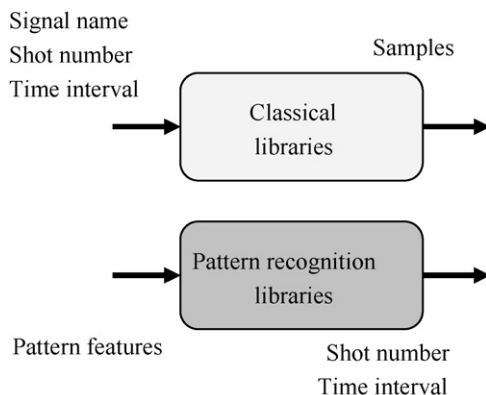 Signal name
Shot number
Time interval
Samples
Classical
libraries
Pattern recognition
libraries
Pattern features
Shot number
Time interval